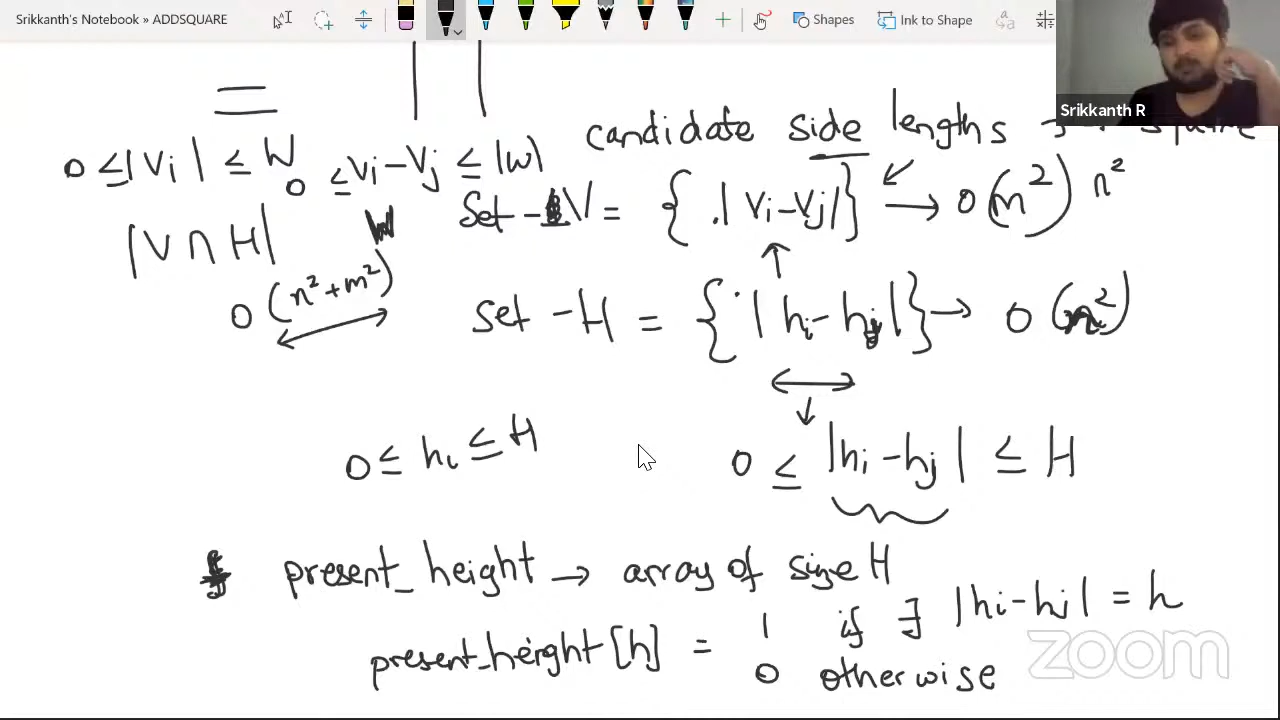 Srikkanth's Notebook » ADDSQUARE
Shapes
Ink to Shape
Srikkanth R
candidate side lengths
0 ≤ |Vi| ≤ W
0 ≤ Vi - Vj ≤ |W|
Set - V = { |Vi - Vj| } → O(m²) n²
|V ∩ H|
O(n² + m²)
Set - H = { |hi - hj| } → O(n²)
0 ≤ hi ≤ H
0 ≤ |hi - hj| ≤ H
present_height → array of size H
present_height[h] = 1 if ∃ |hi - hj| = h
0 otherwise
zoom